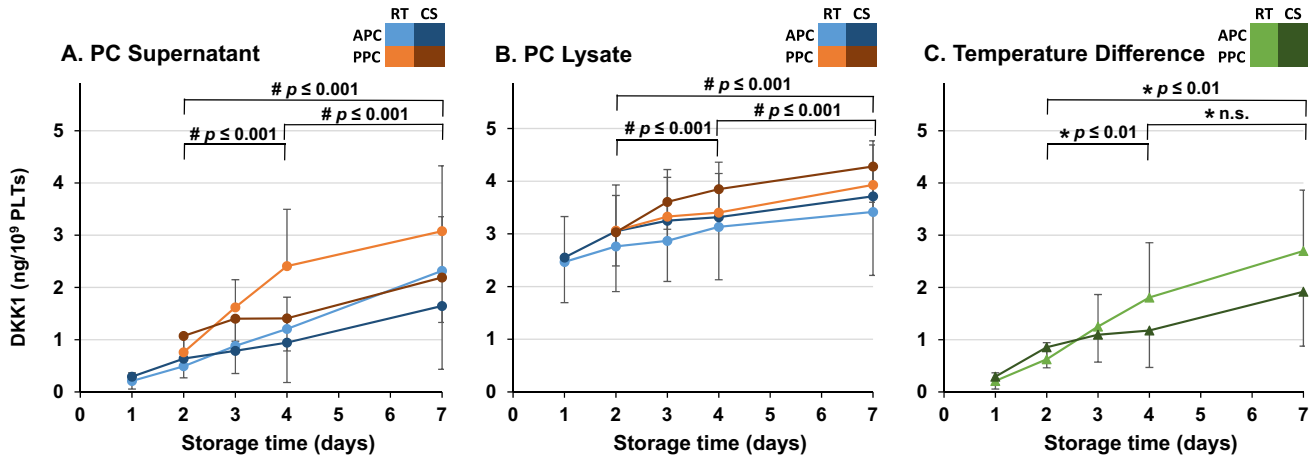 RT CS
APC
PPC
A. PC Supernatant
# p ≤ 0.001
# p ≤ 0.001
# p ≤ 0.001
DKK1 (ng/10⁹ PLTs)
5
4
3
2
1
0
0 1 2 3 4 5 6 7
Storage time (days)
RT CS
APC
PPC
B. PC Lysate
# p ≤ 0.001
# p ≤ 0.001
# p ≤ 0.001
5
4
3
2
1
0
0 1 2 3 4 5 6 7
Storage time (days)
RT CS
APC
PPC
C. Temperature Difference
* p ≤ 0.01
* n.s.
* p ≤ 0.01
5
4
3
2
1
0
0 1 2 3 4 5 6 7
Storage time (days)